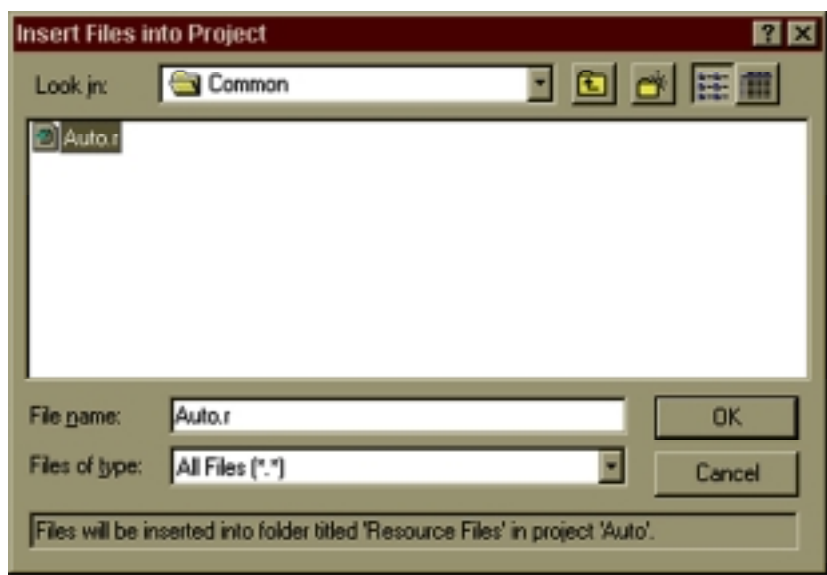 Insert Files into Project
Look in: Common
Auto.r
File name: Auto.r OK
Files of type: All Files (*.*) Cancel
Files will be inserted into folder titled 'Resource Files' in project 'Auto'.